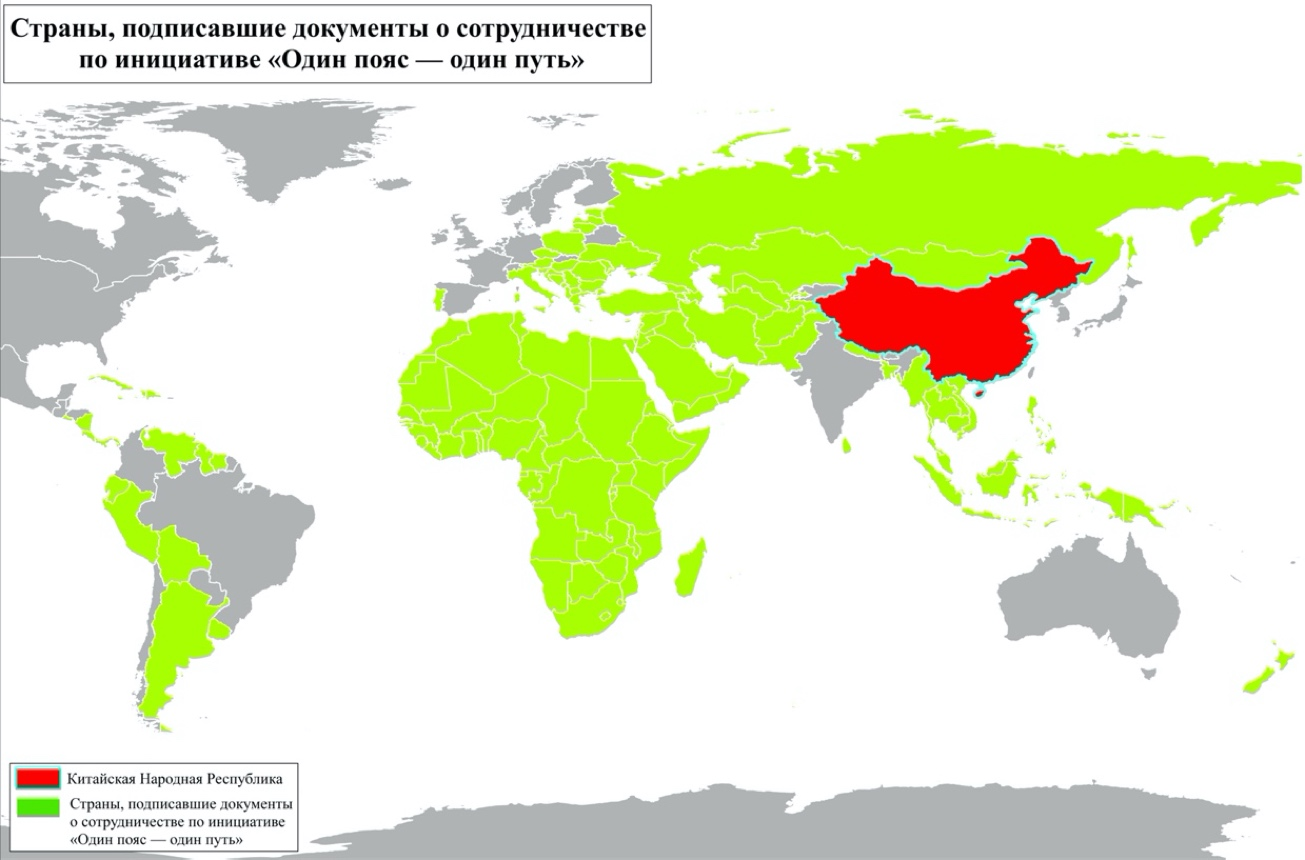 Страны, подписавшие документы о сотрудничестве
по инициативе «Один пояс — один путь»
Китайская Народная Республика
Страны, подписавшие документы
о сотрудничестве по инициативе
«Один пояс — один путь»